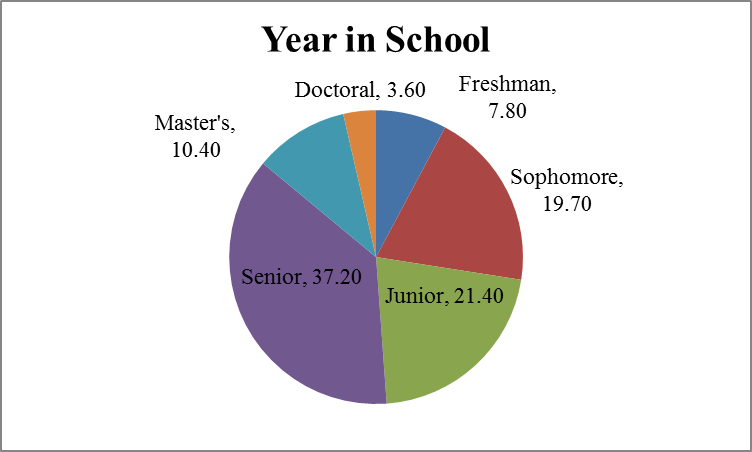 Year in School
Doctoral, 3.60
Freshman,
7.80
Master's,
10.40
Sophomore,
19.70
Senior, 37.20
Junior, 21.40